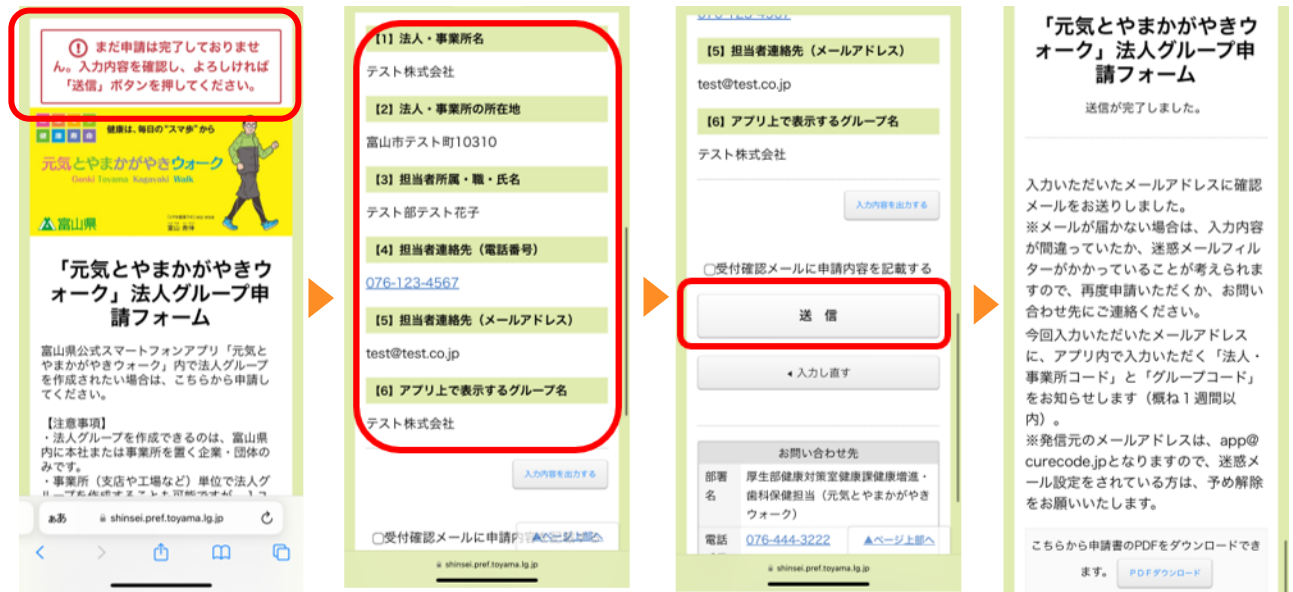 まだ申請は完了しておりませ
ん。入力内容を確認し、よろしければ
「送信」ボタンを押してください。
健康は、毎日の"スマ歩"から
元気とやまかがやきウォーク
Genki Toyama Kagayaki Walk
富山県
「元気とやまかがやきウ
ォーク」法人グループ申
請フォーム
富山県公式スマートフォンアプリ「元気と
やまかがやきウォーク」内で法人グループ
を作成されたい場合は、こちらから申請し
てください。
【注意事項】
・法人グループを作成できるのは、富山県
内に本社または事業所を置く企業・団体の
みです。
・事業所（支店や工場など）単位で法人グ
ループを作成することも可能ですが、1コ
ぁあ
shinsei.pref.toyama.lg.jp
【1】法人・事業所名
テスト株式会社
【2】法人・事業所の所在地
富山市テスト町10310
【3】担当者所属・職・氏名
テスト部テスト花子
【4】担当者連絡先（電話番号）
076-123-4567
【5】担当者連絡先（メールアドレス）
test@test.co.jp
【6】アプリ上で表示するグループ名
テスト株式会社
入力内容を出力する
受付確認メールに申請内
▲ページ上部へ
shinsei.pref.toyama.lg.jp
076-123-4567
【5】担当者連絡先（メールアドレス）
test@test.co.jp
【6】アプリ上で表示するグループ名
テスト株式会社
入力内容を出力する
受付確認メールに申請内容を記載する
送 信
入力し直す
お問い合わせ先
部署名
厚生部健康対策室健康課健康増進・
歯科保健担当（元気とやまかがやき
ウォーク）
電話
076-444-3222
▲ページ上部へ
shinsei.pref.toyama.lg.jp
「元気とやまかがやきウ
ォーク」法人グループ申
請フォーム
送信が完了しました。
入力いただいたメールアドレスに確認
メールをお送りしました。
※メールが届かない場合は、入力内容
が間違っていたか、迷惑メールフィル
ターがかかっていることが考えられま
すので、再度申請いただくか、お問い
合わせ先にご連絡ください。
今回入力いただいたメールアドレス
に、アプリ内で入力いただく「法人・
事業所コード」と「グループコード」
をお知らせします（概ね１週間以
内）。
※発信元のメールアドレスは、app@
curecode.jpとなりますので、迷惑メ
ール設定をされている方は、予め解除
をお願いいたします。
こちらから申請書のPDFをダウンロードでき
ます。 PDFダウンロード